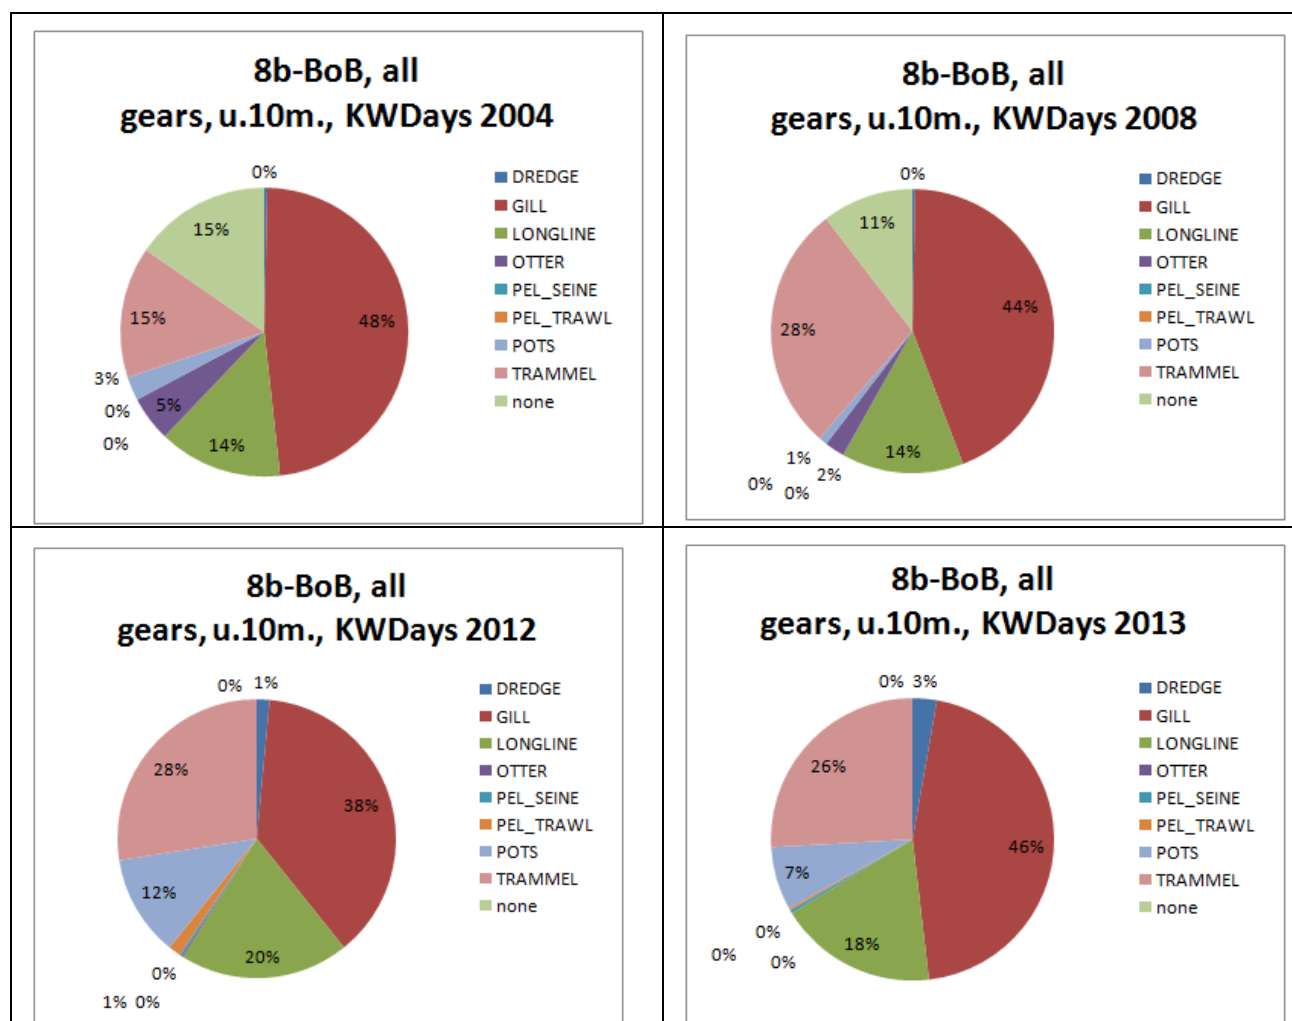 8b-BoB, all
gears, u.10m., KWDays 2004
0%
15%
48%
15%
3%
0%
5%
0%
14%
DREDGE
GILL
LONGLINE
OTTER
PEL_SEINE
PEL_TRAWL
POTS
TRAMMEL
none
8b-BoB, all
gears, u.10m., KWDays 2008
0%
11%
44%
28%
1%
14%
2%
0%
0%
DREDGE
GILL
LONGLINE
OTTER
PEL_SEINE
PEL_TRAWL
POTS
TRAMMEL
none
8b-BoB, all
gears, u.10m., KWDays 2012
0% 1%
28%
38%
12%
20%
0%
1% 0%
DREDGE
GILL
LONGLINE
OTTER
PEL_SEINE
PEL_TRAWL
POTS
TRAMMEL
none
8b-BoB, all
gears, u.10m., KWDays 2013
0% 3%
26%
46%
7%
0%
18%
0%
0%
DREDGE
GILL
LONGLINE
OTTER
PEL_SEINE
PEL_TRAWL
POTS
TRAMMEL
none